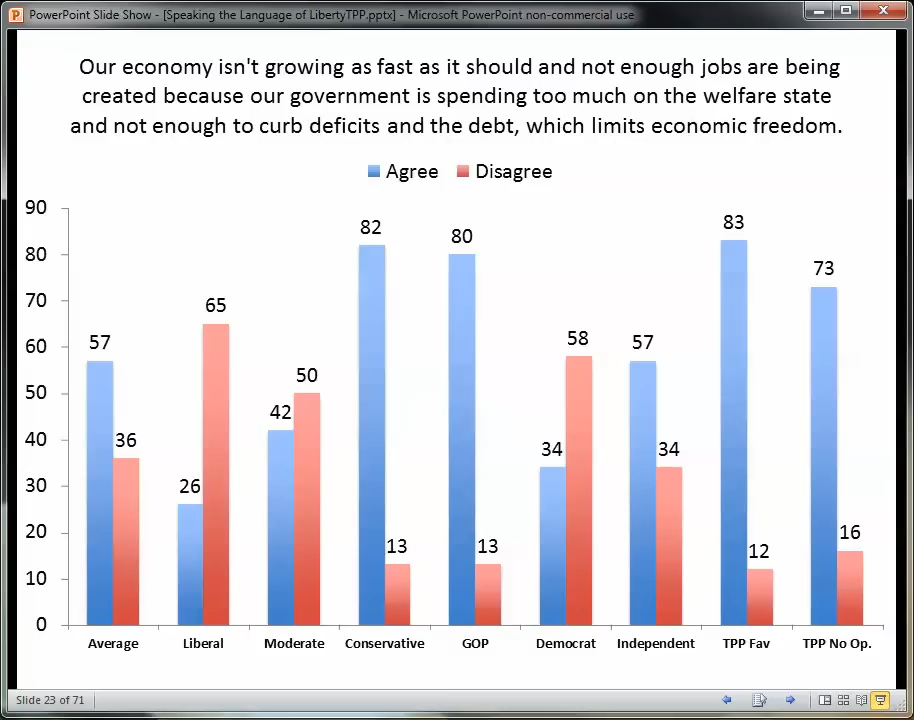 PowerPoint Slide Show - [Speaking the Language of LibertyTPP.pptx] - Microsoft PowerPoint non-commercial use
Our economy isn't growing as fast as it should and not enough jobs are being
created because our government is spending too much on the welfare state
and not enough to curb deficits and the debt, which limits economic freedom.
Agree Disagree
90
80
70
60
50
40
30
20
10
0
57 36
26 65
42 50
82 13
80 13
34 58
57 34
83 12
73 16
Average Liberal Moderate Conservative GOP Democrat Independent TPP Fav TPP No Op.
Slide 23 of 71